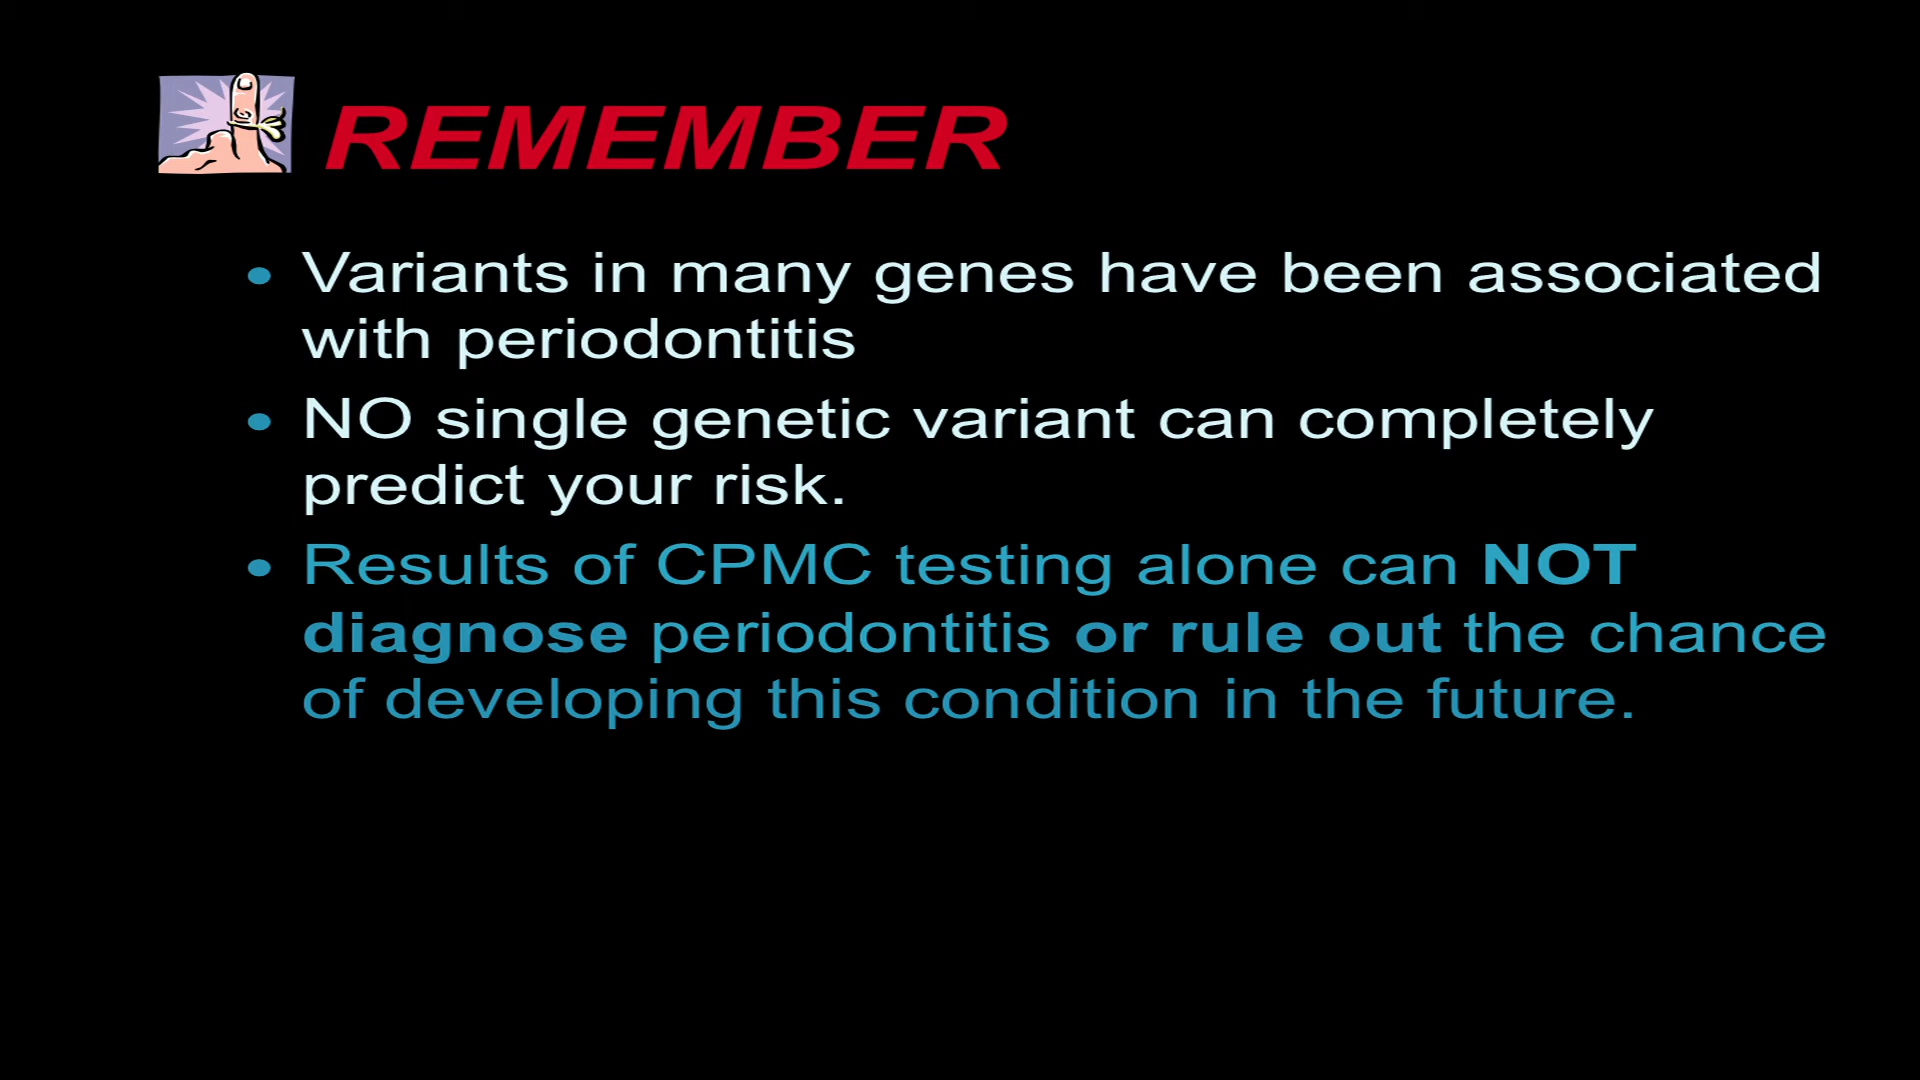 REMEMBER
• Variants in many genes have been associated
with periodontitis
• NO single genetic variant can completely
predict your risk.
• Results of CPMC testing alone can NOT
diagnose periodontitis or rule out the chance
of developing this condition in the future.